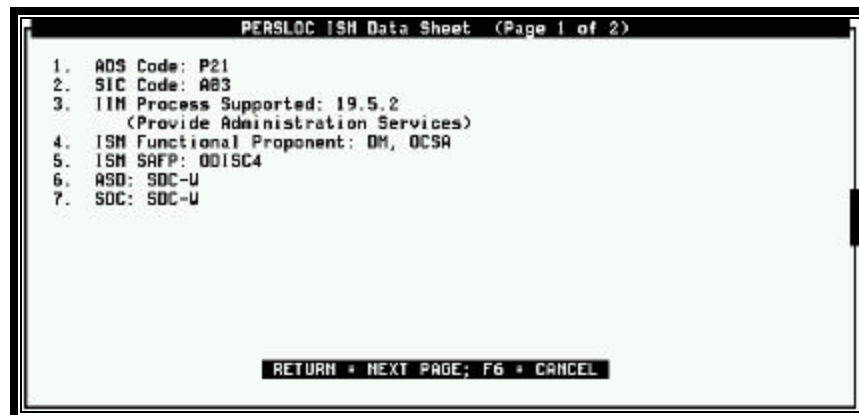 PERSLOC ISM Data Sheet (Page 1 of 2)
1. ADS Code: P21
2. SIC Code: A03
3. IIM Process Supported: 19.5.2
(Provide Administration Services)
4. ISM Functional Proponent: DM, OCSA
5. ISM SAFP: ODISC4
6. ASD: SDC-W
7. SDC: SDC-W
RETURN = NEXT PAGE; F6 = CANCEL